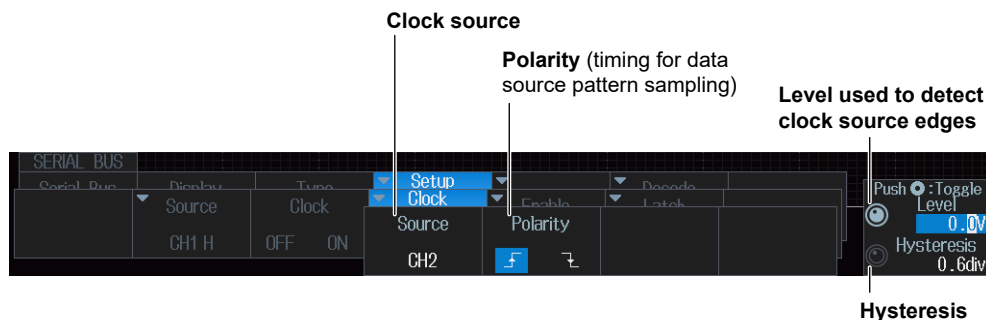 Clock source
Polarity (timing for data
source pattern sampling)
Level used to detect
clock source edges
SERIAL BUS
Serial Bus Display Type Setup Decode
Source Clock Clock Enable Latch
CH1 H OFF ON
Source Polarity
CH2
Push :Toggle
Level
0.0V
Hysteresis
0.6div
Hysteresis